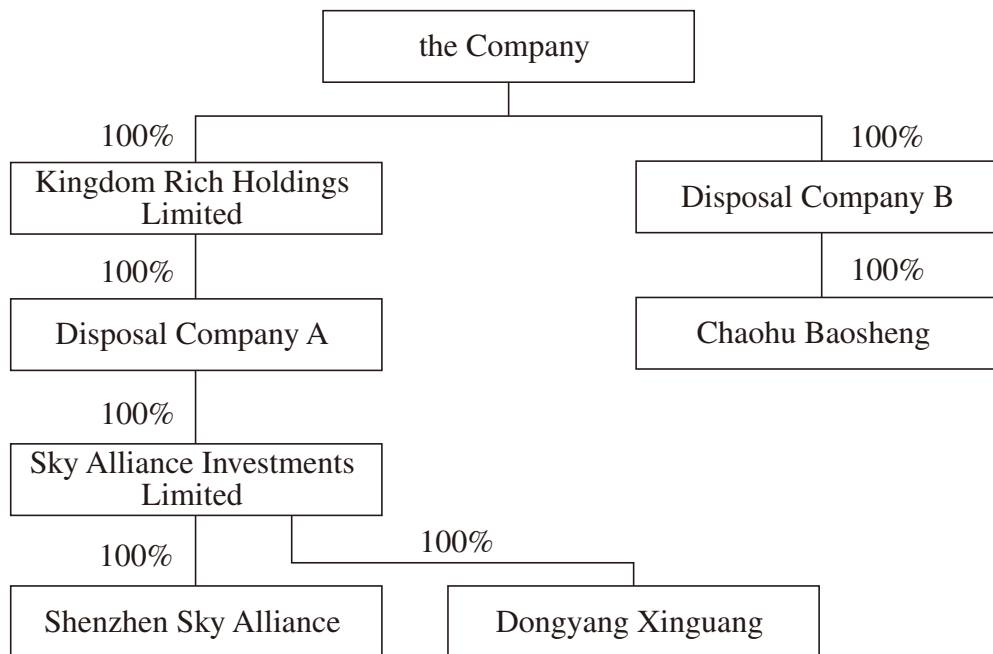 the Company
100%
100%
Kingdom Rich Holdings
Limited
Disposal Company B
100%
100%
Disposal Company A
Chaohu Baosheng
100%
Sky Alliance Investments
Limited
100%
100%
Shenzhen Sky Alliance
Dongyang Xinguang